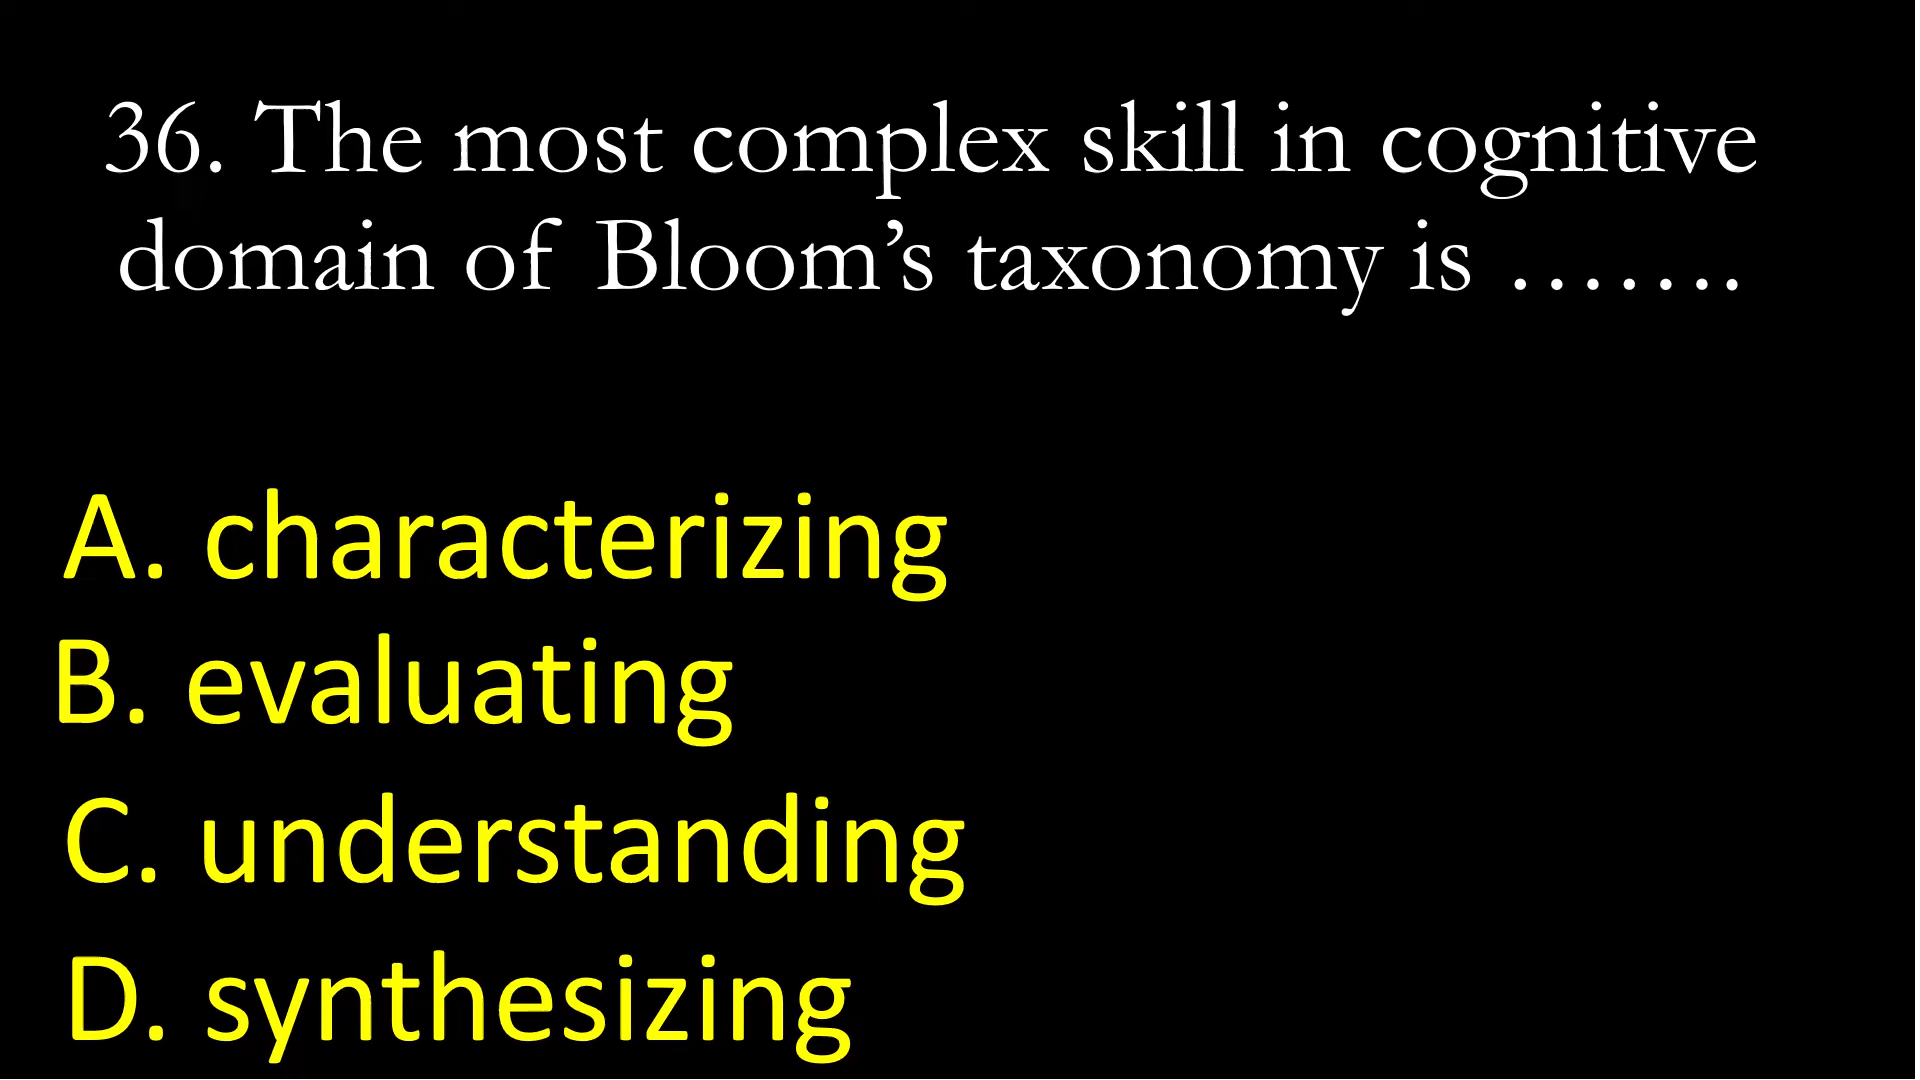 36. The most complex skill in cognitive
domain of Bloom’s taxonomy is …….
A. characterizing
B. evaluating
C. understanding
D. synthesizing